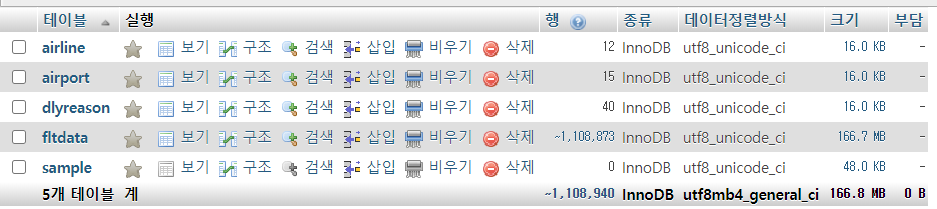 테이블 실행 행 종류 데이터정렬방식 크기 부담
airline 보기 구조 검색 삽입 비우기 삭제 12 InnoDB utf8_unicode_ci 16.0 KB -
airport 보기 구조 검색 삽입 비우기 삭제 15 InnoDB utf8_unicode_ci 16.0 KB -
dlyreason 보기 구조 검색 삽입 비우기 삭제 40 InnoDB utf8_unicode_ci 16.0 KB -
fltdata 보기 구조 검색 삽입 비우기 삭제 ~1,108,873 InnoDB utf8_unicode_ci 166.7 MB -
sample 보기 구조 검색 삽입 비우기 삭제 0 InnoDB utf8_unicode_ci 48.0 KB -
5개 테이블 계 ~1,108,940 InnoDB utf8mb4_general_ci 166.8 MB 0 B